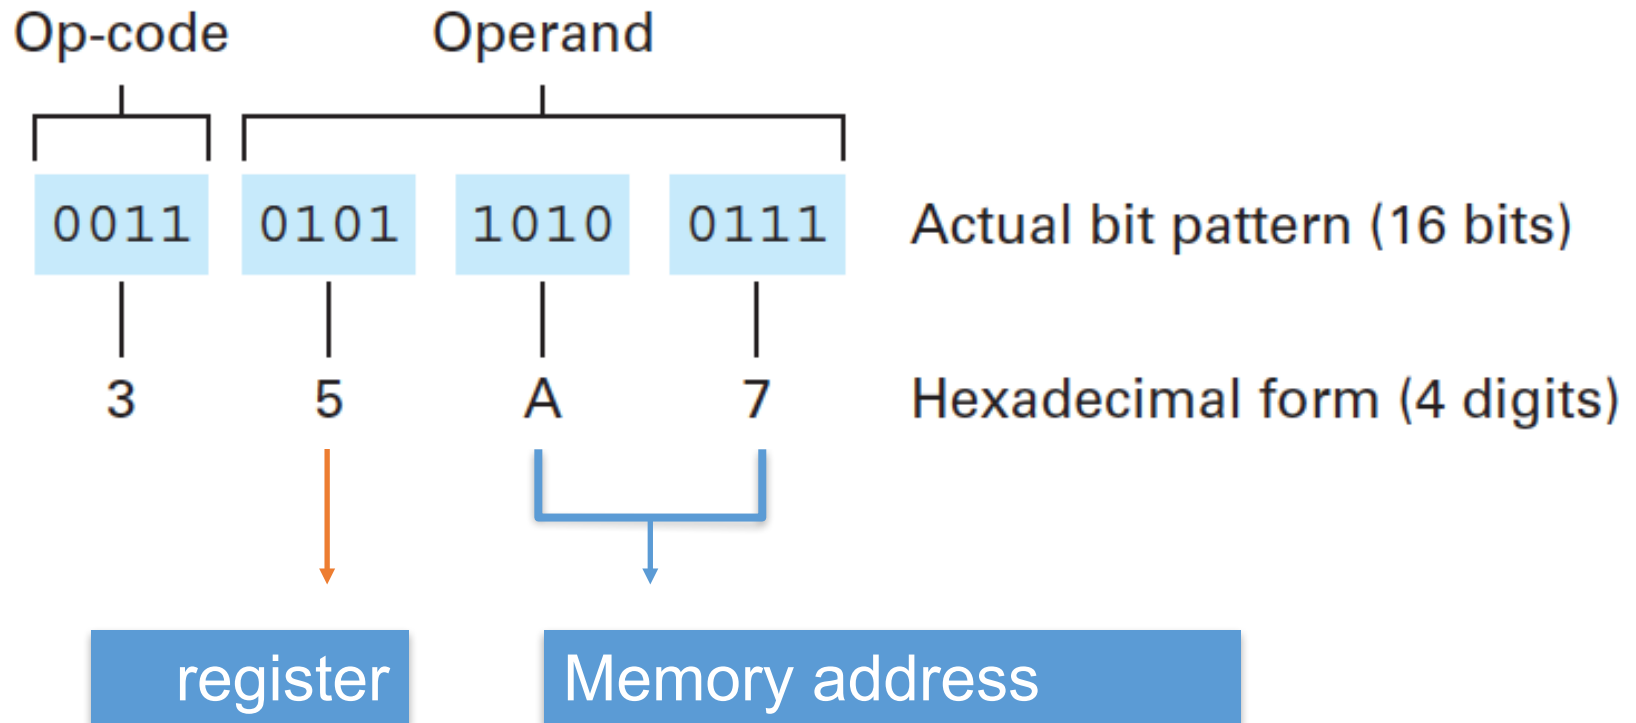 Op-code Operand
0011 0101 1010 0111 Actual bit pattern (16 bits)
3 5 A 7 Hexadecimal form (4 digits)
register Memory address